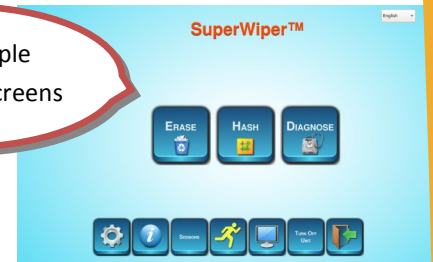 SuperWiper™
English
ple
creens
ERASE
HASH
DIAGNOSE
SESSIONS
TURN OFF
UNIT